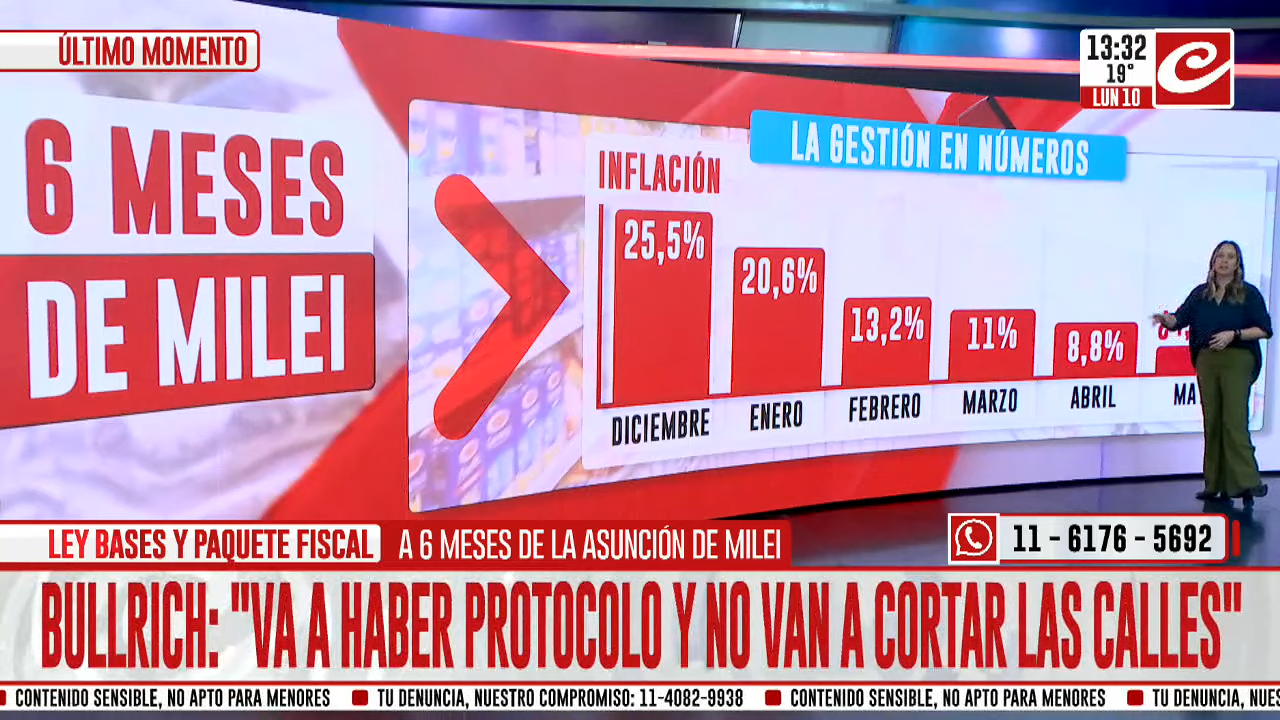 ÚLTIMO MOMENTO
13:32
19°
LUN 10
6 MESES
DE MILEI
LA GESTIÓN EN NÚMEROS
INFLACIÓN
25,5%
20,6%
13,2%
11%
8,8%
DICIEMBRE
ENERO
FEBRERO
MARZO
ABRIL
LEY BASES Y PAQUETE FISCAL
A 6 MESES DE LA ASUNCIÓN DE MILEI
11 - 6176 - 5692
BULLRICH: "VA A HABER PROTOCOLO Y NO VAN A CORTAR LAS CALLES"
CONTENIDO SENSIBLE, NO APTO PARA MENORES
TU DENUNCIA, NUESTRO COMPROMISO: 11-4082-9938
CONTENIDO SENSIBLE, NO APTO PARA MENORES
TU DENUNCIA, NUES